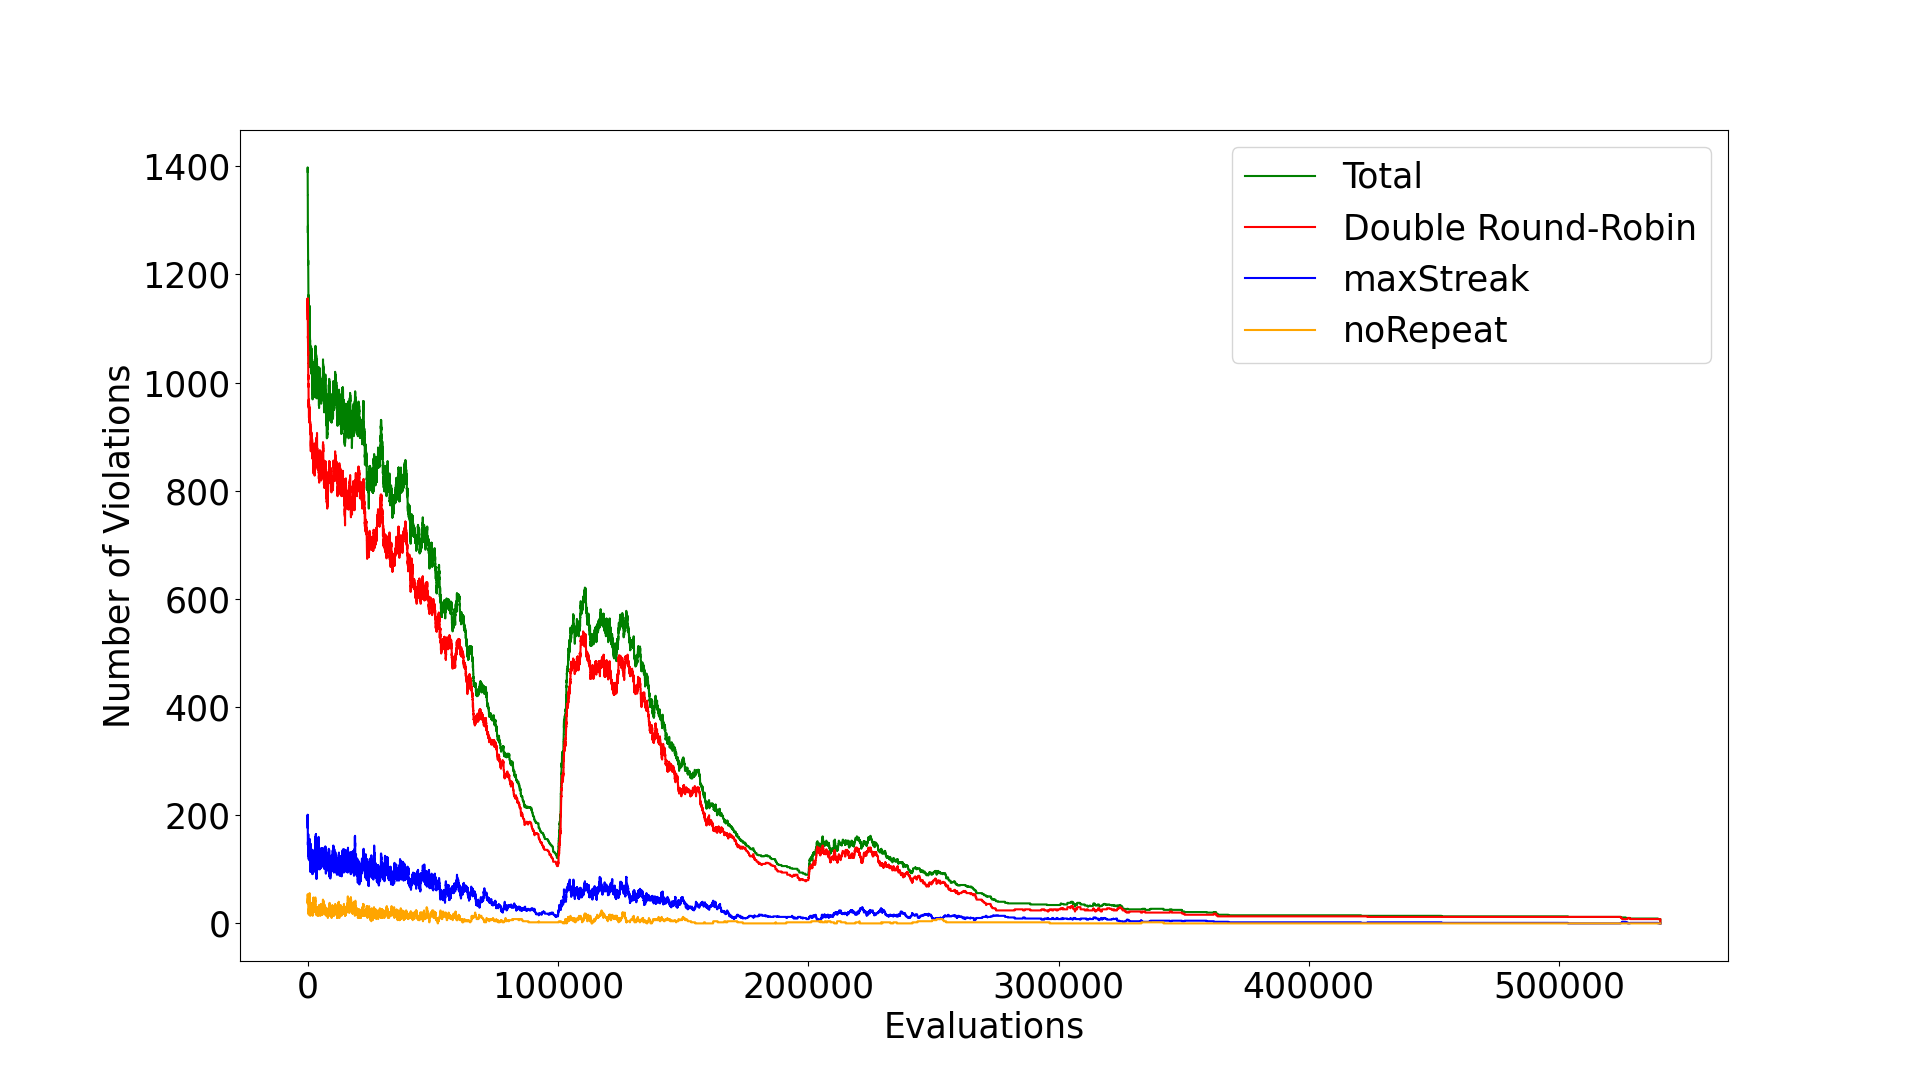 Total
Double Round-Robin
maxStreak
noRepeat
1400
1200
1000
800
600
400
200
0
Number of Violations
0 100000 200000 300000 400000 500000
Evaluations